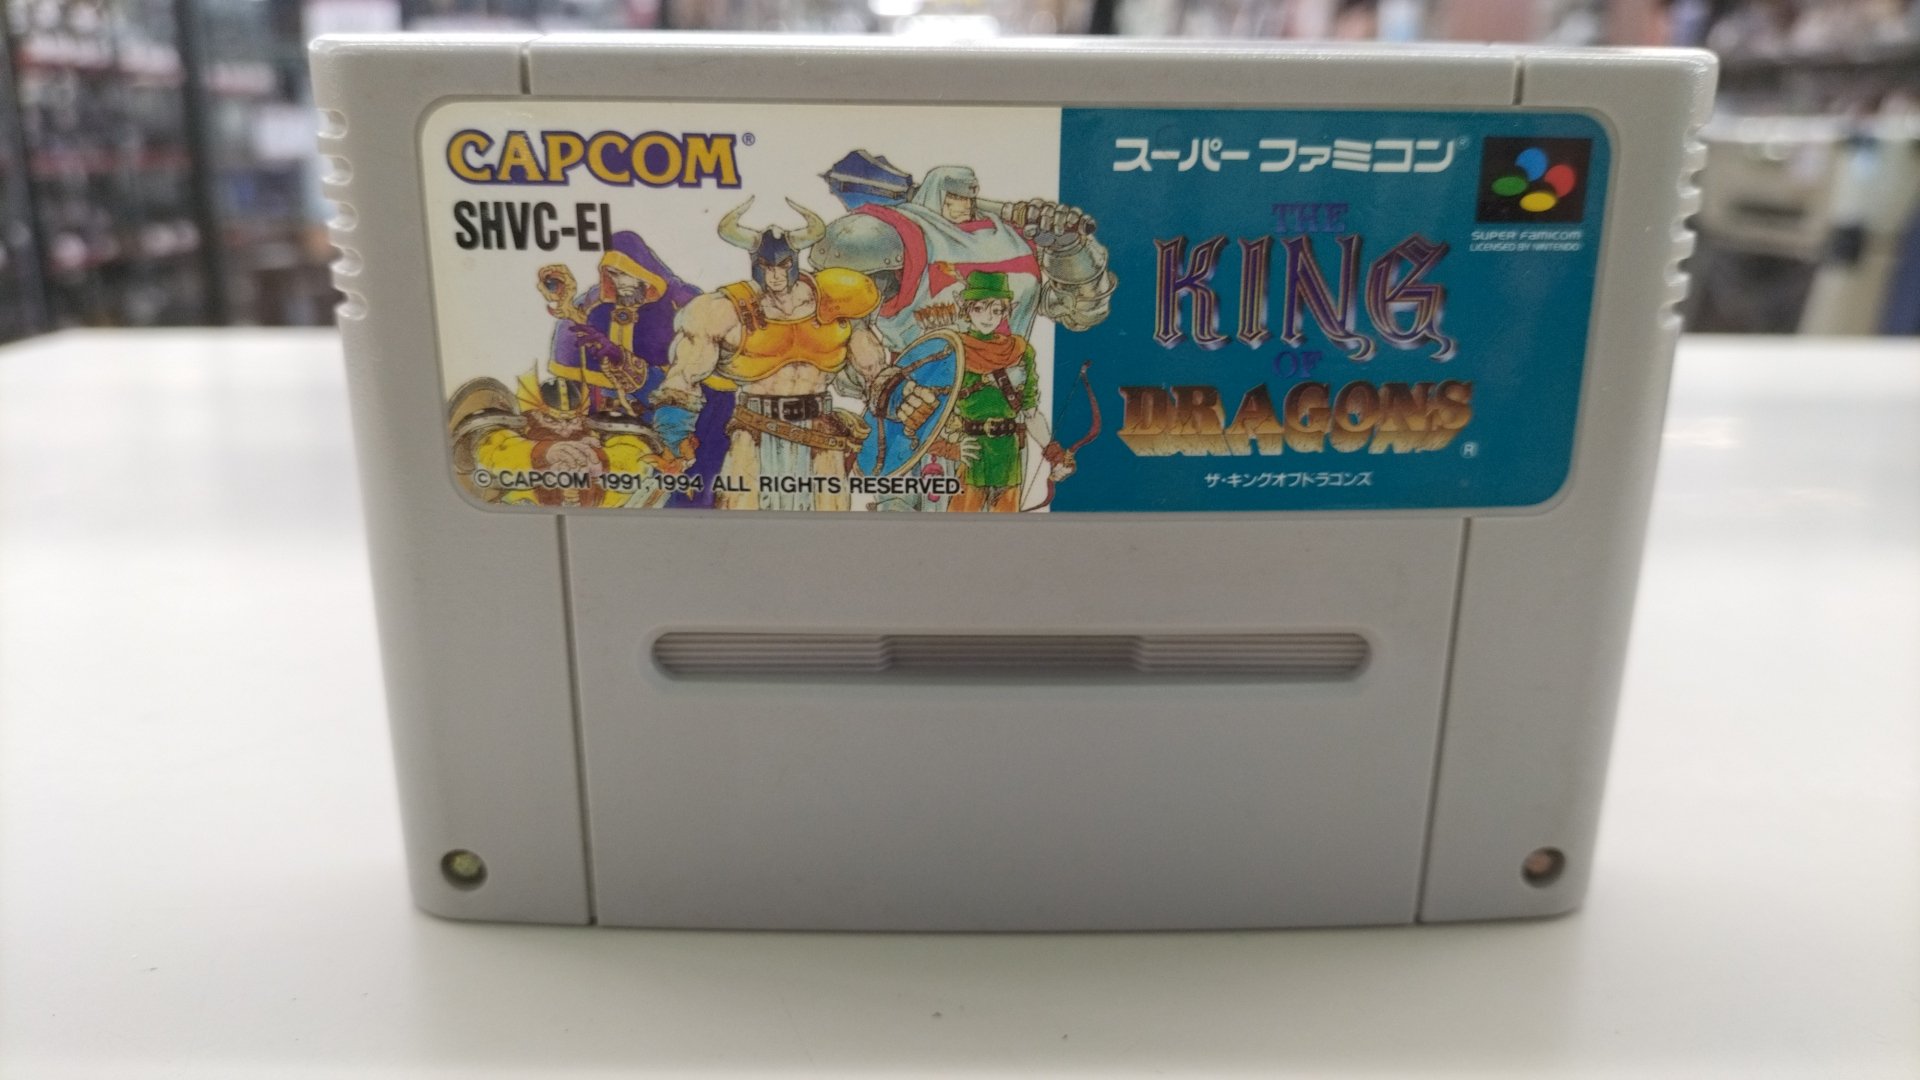 CAPCOM®
SHVC-EI
© CAPCOM 1991, 1994 ALL RIGHTS RESERVED.
スーパーファミコン
SUPER FAMICOM
LICENSED BY NINTENDO
THE
KING
OF
DRAGONS®
ザ・キングオブドラゴンズ